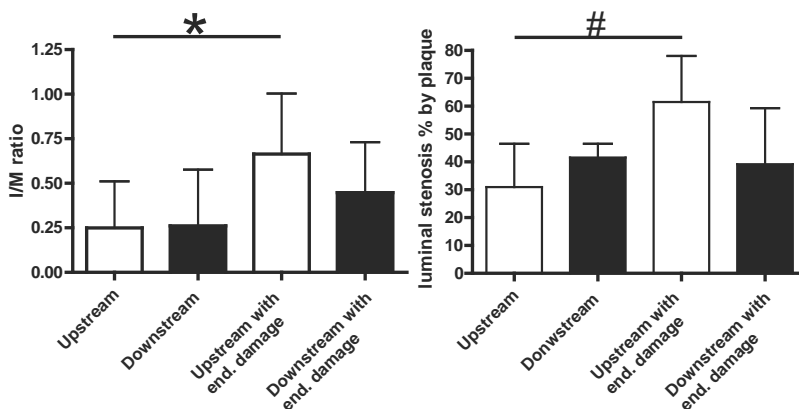 *
1.25
1.00
0.75
0.50
0.25
0.00
I/M ratio
Upstream
Downstream
Upstream with
end. damage
Downstream with
end. damage
#
80
70
60
50
40
30
20
10
0
luminal stenosis % by plaque
Upstream
Donwstream
Upstream with
end. damage
Downstream with
end. damage